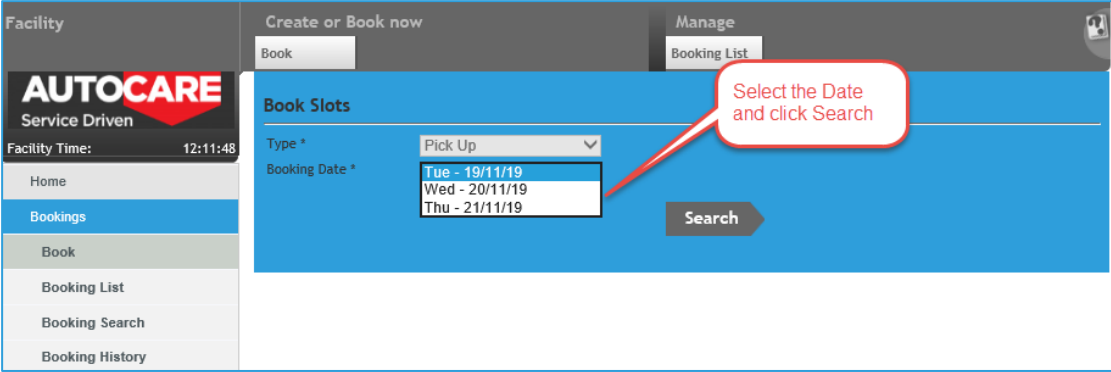 Facility
Create or Book now
Manage
Book
Booking List
AUTOCARE
Service Driven
Facility Time: 12:11:48
Home
Bookings
Book
Booking List
Booking Search
Booking History
Book Slots
Type * Pick Up
Booking Date * Tue - 19/11/19
Wed - 20/11/19
Thu - 21/11/19
Search
Select the Date
and click Search